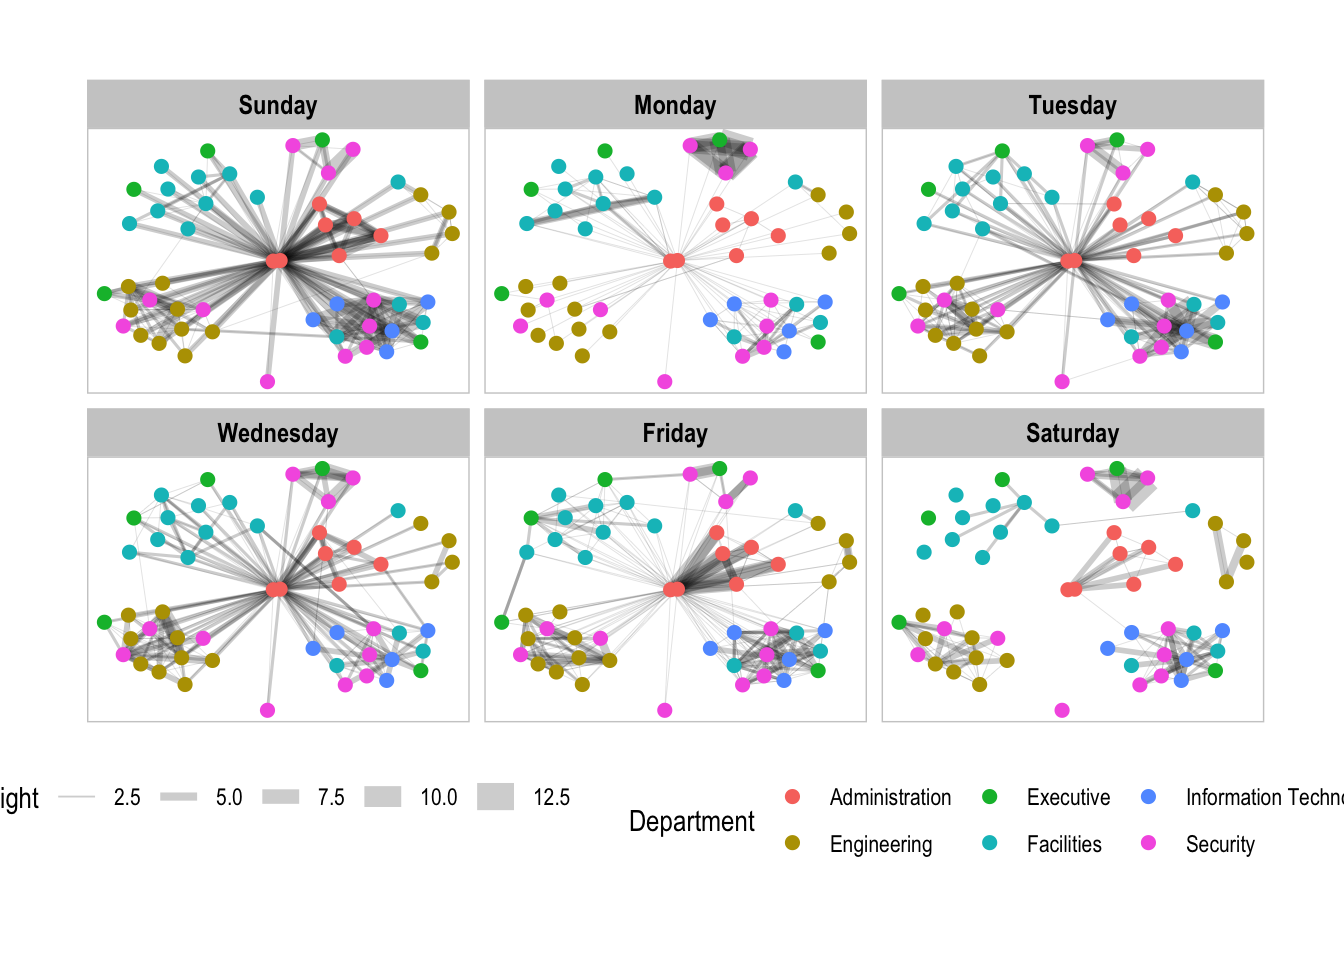 Sunday
Monday
Tuesday
Wednesday
Friday
Saturday
ight 2.5 5.0 7.5 10.0 12.5
Department
Administration Executive Information Techno
Engineering Facilities Security